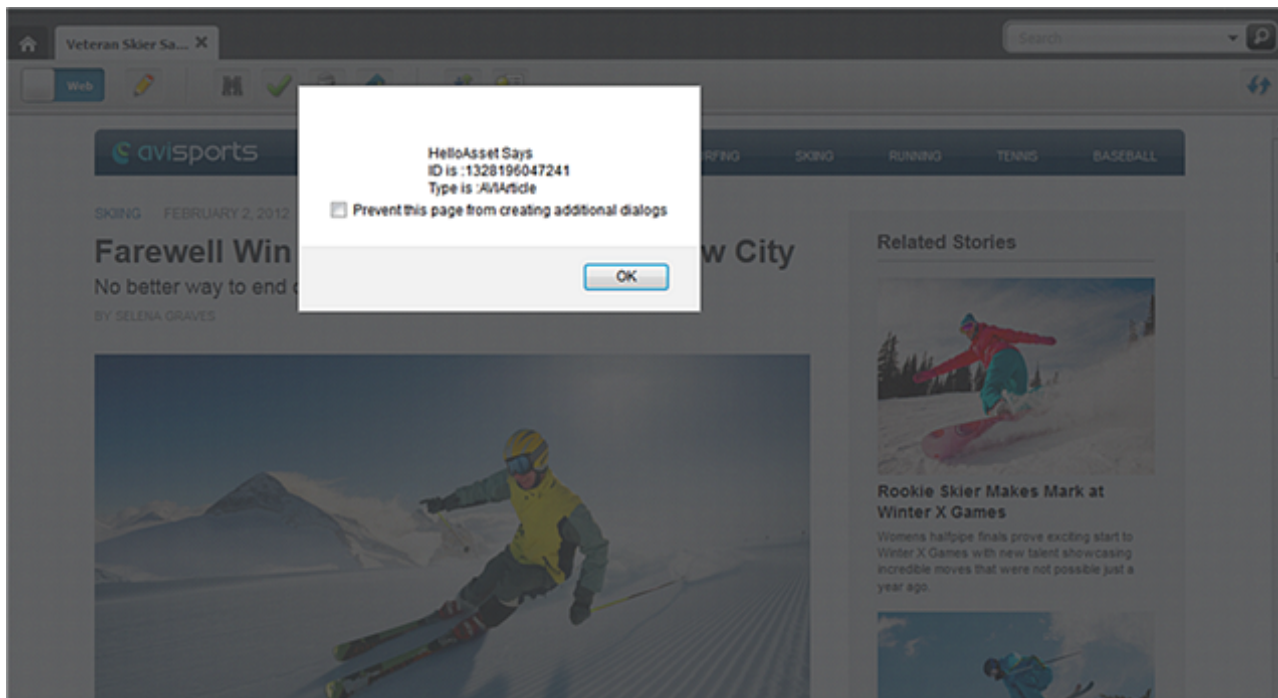 Veteran Skier Sa... X
Search
Web
avisports
SKIING
RUNNING
TENNIS
BASEBALL
HelloAsset Says
ID is :1328196047241
Type is :AVIArticle
Prevent this page from creating additional dialogs
OK
SKIING FEBRUARY 2, 2012
Farewell Win
w City
No better way to end
BY SELENA GRAVES
Related Stories
Rookie Skier Makes Mark at
Winter X Games
Womens halfpipe finals prove exciting start to
Winter X Games with new talent showcasing
incredible moves that were not possible just a
year ago.